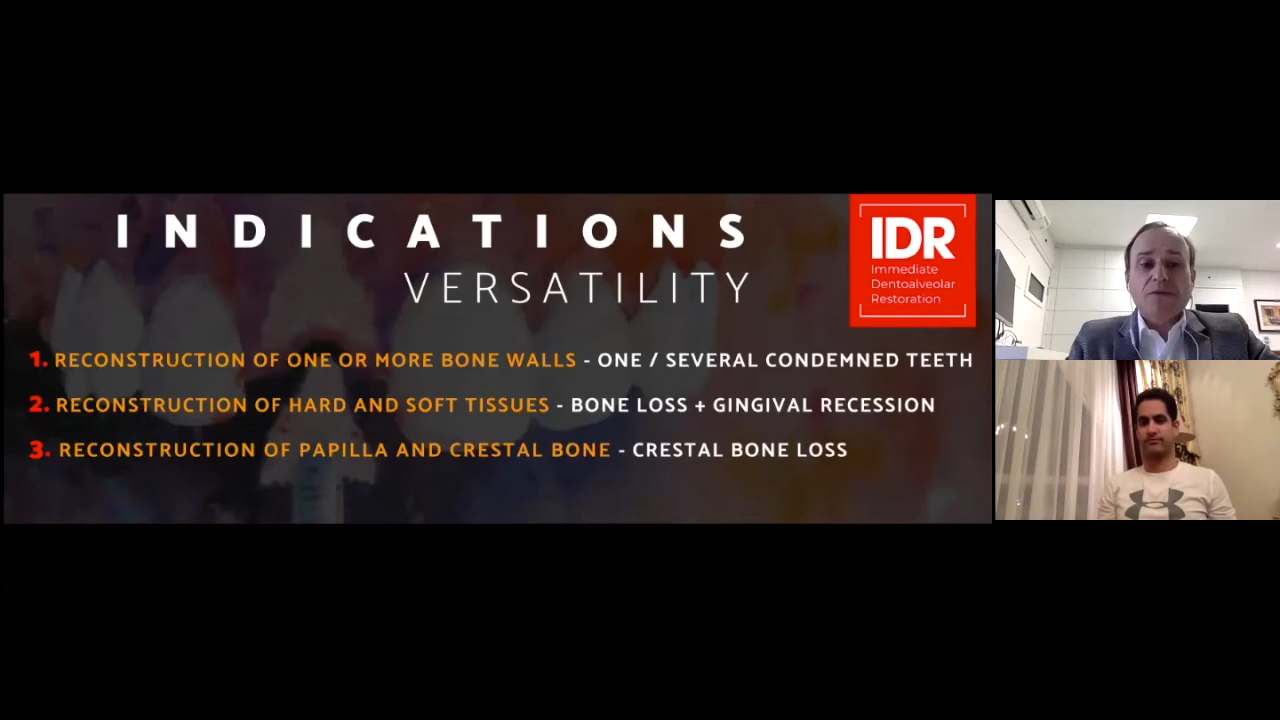 INDICATIONS
VERSATILITY
IDR
Immediate
Dentoalveolar
Restoration
1. RECONSTRUCTION OF ONE OR MORE BONE WALLS - ONE / SEVERAL CONDEMNED TEETH
2. RECONSTRUCTION OF HARD AND SOFT TISSUES - BONE LOSS + GINGIVAL RECESSION
3. RECONSTRUCTION OF PAPILLA AND CRESTAL BONE - CRESTAL BONE LOSS